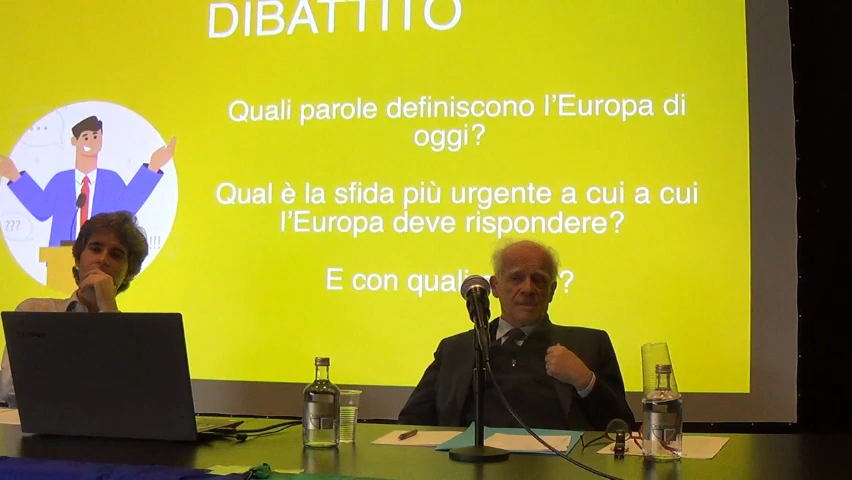 DIBATTITO
Quali parole definiscono l'Europa di
oggi?
Qual è la sfida più urgente a cui a cui
l'Europa deve rispondere?
E con quali ?
...
???
!!!